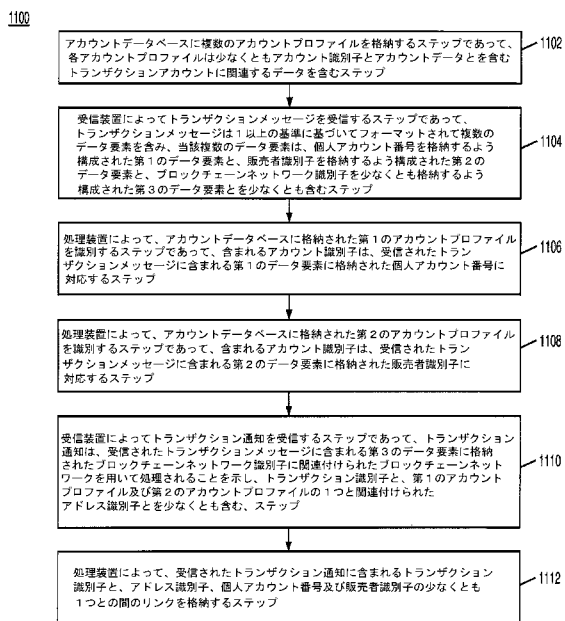 1100
アカウントデータベースに複数のアカウントプロファイルを格納するステップであって、
各アカウントプロファイルは少なくともアカウント識別子とアカウントデータとを含む
トランザクションアカウントに関連するデータを含むステップ
1102
受信装置によってトランザクションメッセージを受信するステップであって、
トランザクションメッセージは1以上の基準に基づいてフォーマットされて複数の
データ要素を含み、当該複数のデータ要素は、個人アカウント番号を格納するよう
構成された第1のデータ要素と、販売者識別子を格納するよう構成された第2の
データ要素と、ブロックチェーンネットワーク識別子を少なくとも格納するよう
構成された第3のデータ要素とを少なくとも含むステップ
1104
処理装置によって、アカウントデータベースに格納された第1のアカウントプロファイル
を識別するステップであって、含まれるアカウント識別子は、受信されたトラン
ザクションメッセージに含まれる第1のデータ要素に格納された個人アカウント番号に
対応するステップ
1106
処理装置によって、アカウントデータベースに格納された第2のアカウントプロファイル
を識別するステップであって、含まれるアカウント識別子は、受信されたトラン
ザクションメッセージに含まれる第2のデータ要素に格納された販売者識別子に
対応するステップ
1108
受信装置によってトランザクション通知を受信するステップであって、トランザクション
通知は、受信されたトランザクションメッセージに含まれる第3のデータ要素に格納
されたブロックチェーンネットワーク識別子に関連付けられたブロックチェーンネット
ワークを用いて処理されることを示し、トランザクション識別子と、第1のアカウント
プロファイル及び第2のアカウントプロファイルの1つと関連付けられた
アドレス識別子とを少なくとも含む、ステップ
1110
処理装置によって、受信されたトランザクション通知に含まれるトランザクション
識別子と、アドレス識別子、個人アカウント番号及び販売者識別子の少なくとも
1つとの間のリンクを格納するステップ
1112